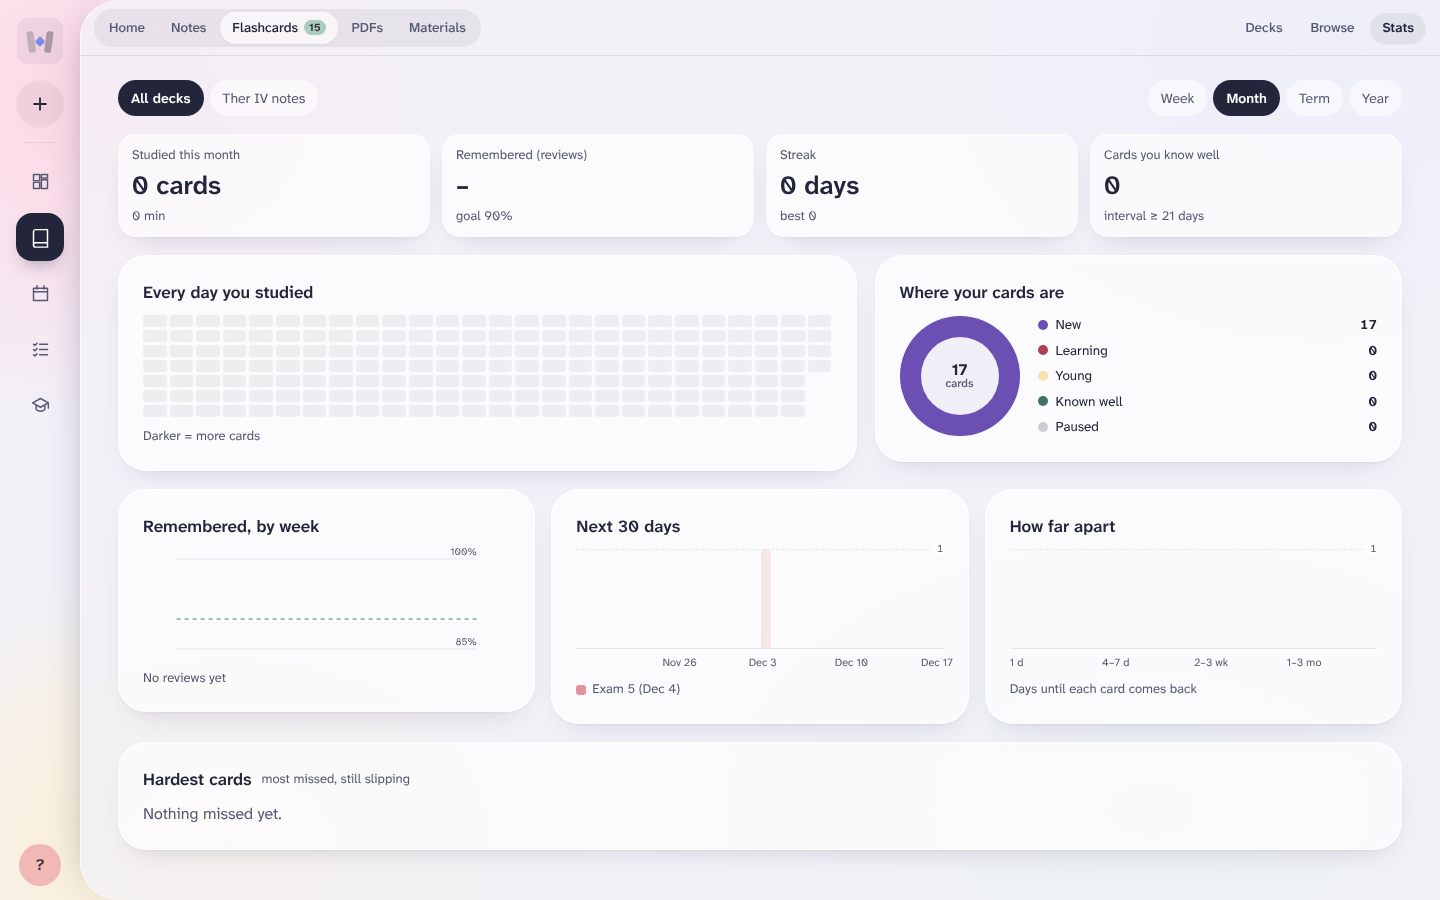 Home Notes Flashcards 15 PDFs Materials Decks Browse Stats
All decks Ther IV notes Week Month Term Year
Studied this month
0 cards
0 min
Remembered (reviews)
–
goal 90%
Streak
0 days
best 0
Cards you know well
0
interval ≥ 21 days
Every day you studied
Darker = more cards
Where your cards are
17
cards
New 17
Learning 0
Young 0
Known well 0
Paused 0
Remembered, by week
100%
85%
No reviews yet
Next 30 days
1
Nov 26 Dec 3 Dec 10 Dec 17
Exam 5 (Dec 4)
How far apart
1
1 d 4–7 d 2–3 wk 1–3 mo
Days until each card comes back
Hardest cards most missed, still slipping
Nothing missed yet.
?